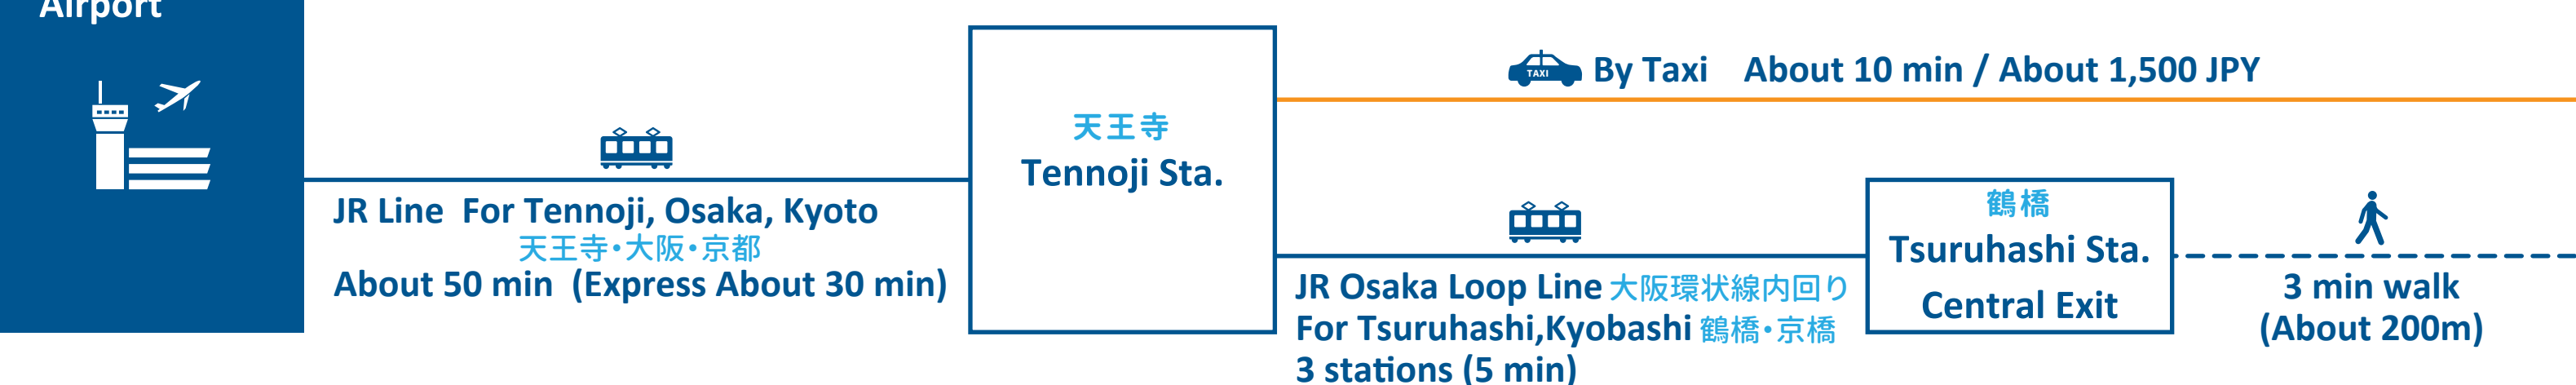 Airport
JR Line For Tennoji, Osaka, Kyoto
天王寺・大阪・京都
About 50 min (Express About 30 min)
天王寺
Tennoji Sta.
TAXI
By Taxi About 10 min / About 1,500 JPY
JR Osaka Loop Line 大阪環状線内回り
For Tsuruhashi,Kyobashi 鶴橋・京橋
3 stations (5 min)
鶴橋
Tsuruhashi Sta.
Central Exit
3 min walk
(About 200m)